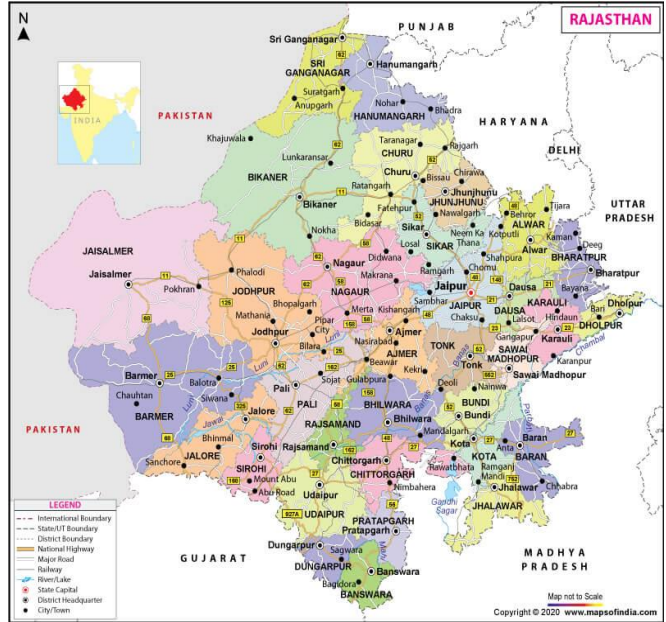 RAJASTHAN
N
PUNJAB
HARYANA
DELHI
UTTAR
PRADESH
PAKISTAN
PAKISTAN
GUJARAT
MADHYA
PRADESH
INDIA
Sri Ganganagar
SRI
GANGANAGAR
Suratgarh
Anupgarh
Hanumangarh
Nohar
Bhadra
HANUMANGARH
Khajuwala
Lunkaransar
BIKANER
Bikaner
Nokha
Taranagar
CHURU
Rajgarh
Churu
Bissau
Ratangarh
Bidasar
Chirawa
Jhunjhunu
JHUNJHUNU
Nawalgarh
Fatehpur
Sikar
SIKAR
Neem Ka
Thana
Losal
Ramgarh
Behror
Tijara
Kotputli
ALWAR
Alwar
Kaman
Deeg
BHARATPUR
Bharatpur
Bayana
Shahpura
Chomu
Jaipur
JAIPUR
Sambhar
Chaksu
Dausa
DAUSA
Lalsot
KARAULI
Hindaun
Karauli
Bari
Dholpur
DHOLPUR
Gangapur
Karanpur
SAWAI
MADHOPUR
Sawai Madhopur
Chambal
JAISALMER
Jaisalmer
Pokhran
Phalodi
JODHPUR
Bhopalgarh
Mathania
Jodhpur
Pipar
City
Bilara
Nagaur
NAGAUR
Didwana
Makrana
Merta
Kishangarh
Ajmer
Nasirabad
AJMER
Beawar
Kekri
TONK
Tonk
Banas
Deoli
Nainwa
Barmer
Chauhtan
BARMER
Balotra
Siwana
Luni
Luni
Luni
Jawai
Jalore
Bhinmal
JALORE
Sanchore
Pali
PALI
Sojat
Sirohi
SIROHI
Mount Abu
Abu Road
Gulabpura
BHILWARA
Bhilwara
Mandalgarh
Banas
RAJSAMAND
Rajsamand
Udaipur
UDAIPUR
Chittorgarh
CHITTORGARH
Nimbahera
Rawatbhata
PRATAPGARH
Pratapgarh
Mahi
Dungarpur
DUNGARPUR
Sagwara
Banswara
BANSWARA
Bagidora
BUNDI
Bundi
Kota
KOTA
Ramganj
Mandi
Gandhi
Sagar
Anta
Parbati
Baran
BARAN
Chhabra
Jhalawar
JHALAWAR
LEGEND
International Boundary
State/UT Boundary
District Boundary
National Highway
Major Road
Railway
River/Lake
State Capital
District Headquarter
City/Town
Map not to Scale
Copyright © 2020 www.mapsofindia.com